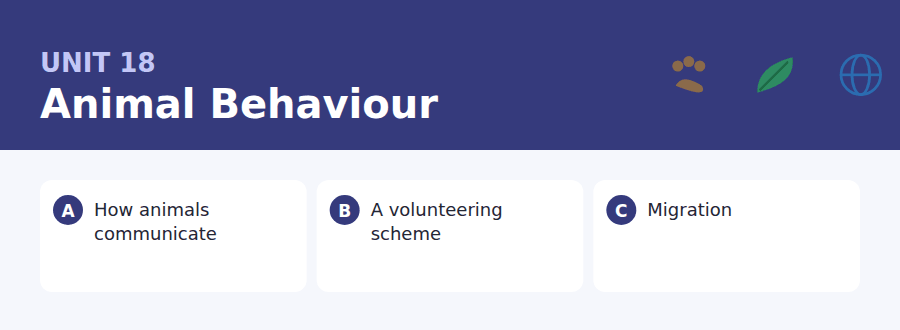 UNIT 18
Animal Behaviour
A How animals
communicate
B A volunteering
scheme
C Migration